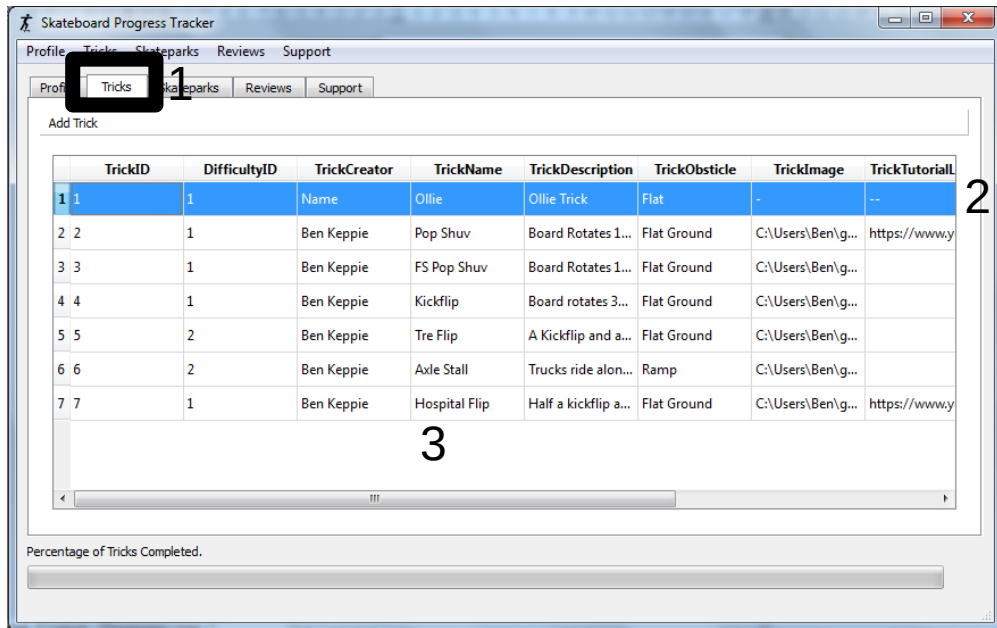 Skateboard Progress Tracker
Profile Tricks Skateparks Reviews Support
Profi Tricks 1 kateparks Reviews Support
Add Trick
TrickID DifficultyID TrickCreator TrickName TrickDescription TrickObsticle TrickImage TrickTutorialL
1 1 1 Name Ollie Ollie Trick Flat - -- 2
2 2 1 Ben Keppie Pop Shuv Board Rotates 1... Flat Ground C:\Users\Ben\g... https://www.y
3 3 1 Ben Keppie FS Pop Shuv Board Rotates 1... Flat Ground C:\Users\Ben\g...
4 4 1 Ben Keppie Kickflip Board rotates 3... Flat Ground C:\Users\Ben\g...
5 5 2 Ben Keppie Tre Flip A Kickflip and a... Flat Ground C:\Users\Ben\g...
6 6 2 Ben Keppie Axle Stall Trucks ride alon... Ramp C:\Users\Ben\g...
7 7 1 Ben Keppie Hospital Flip Half a kickflip a... Flat Ground C:\Users\Ben\g... https://www.y
3
Percentage of Tricks Completed.